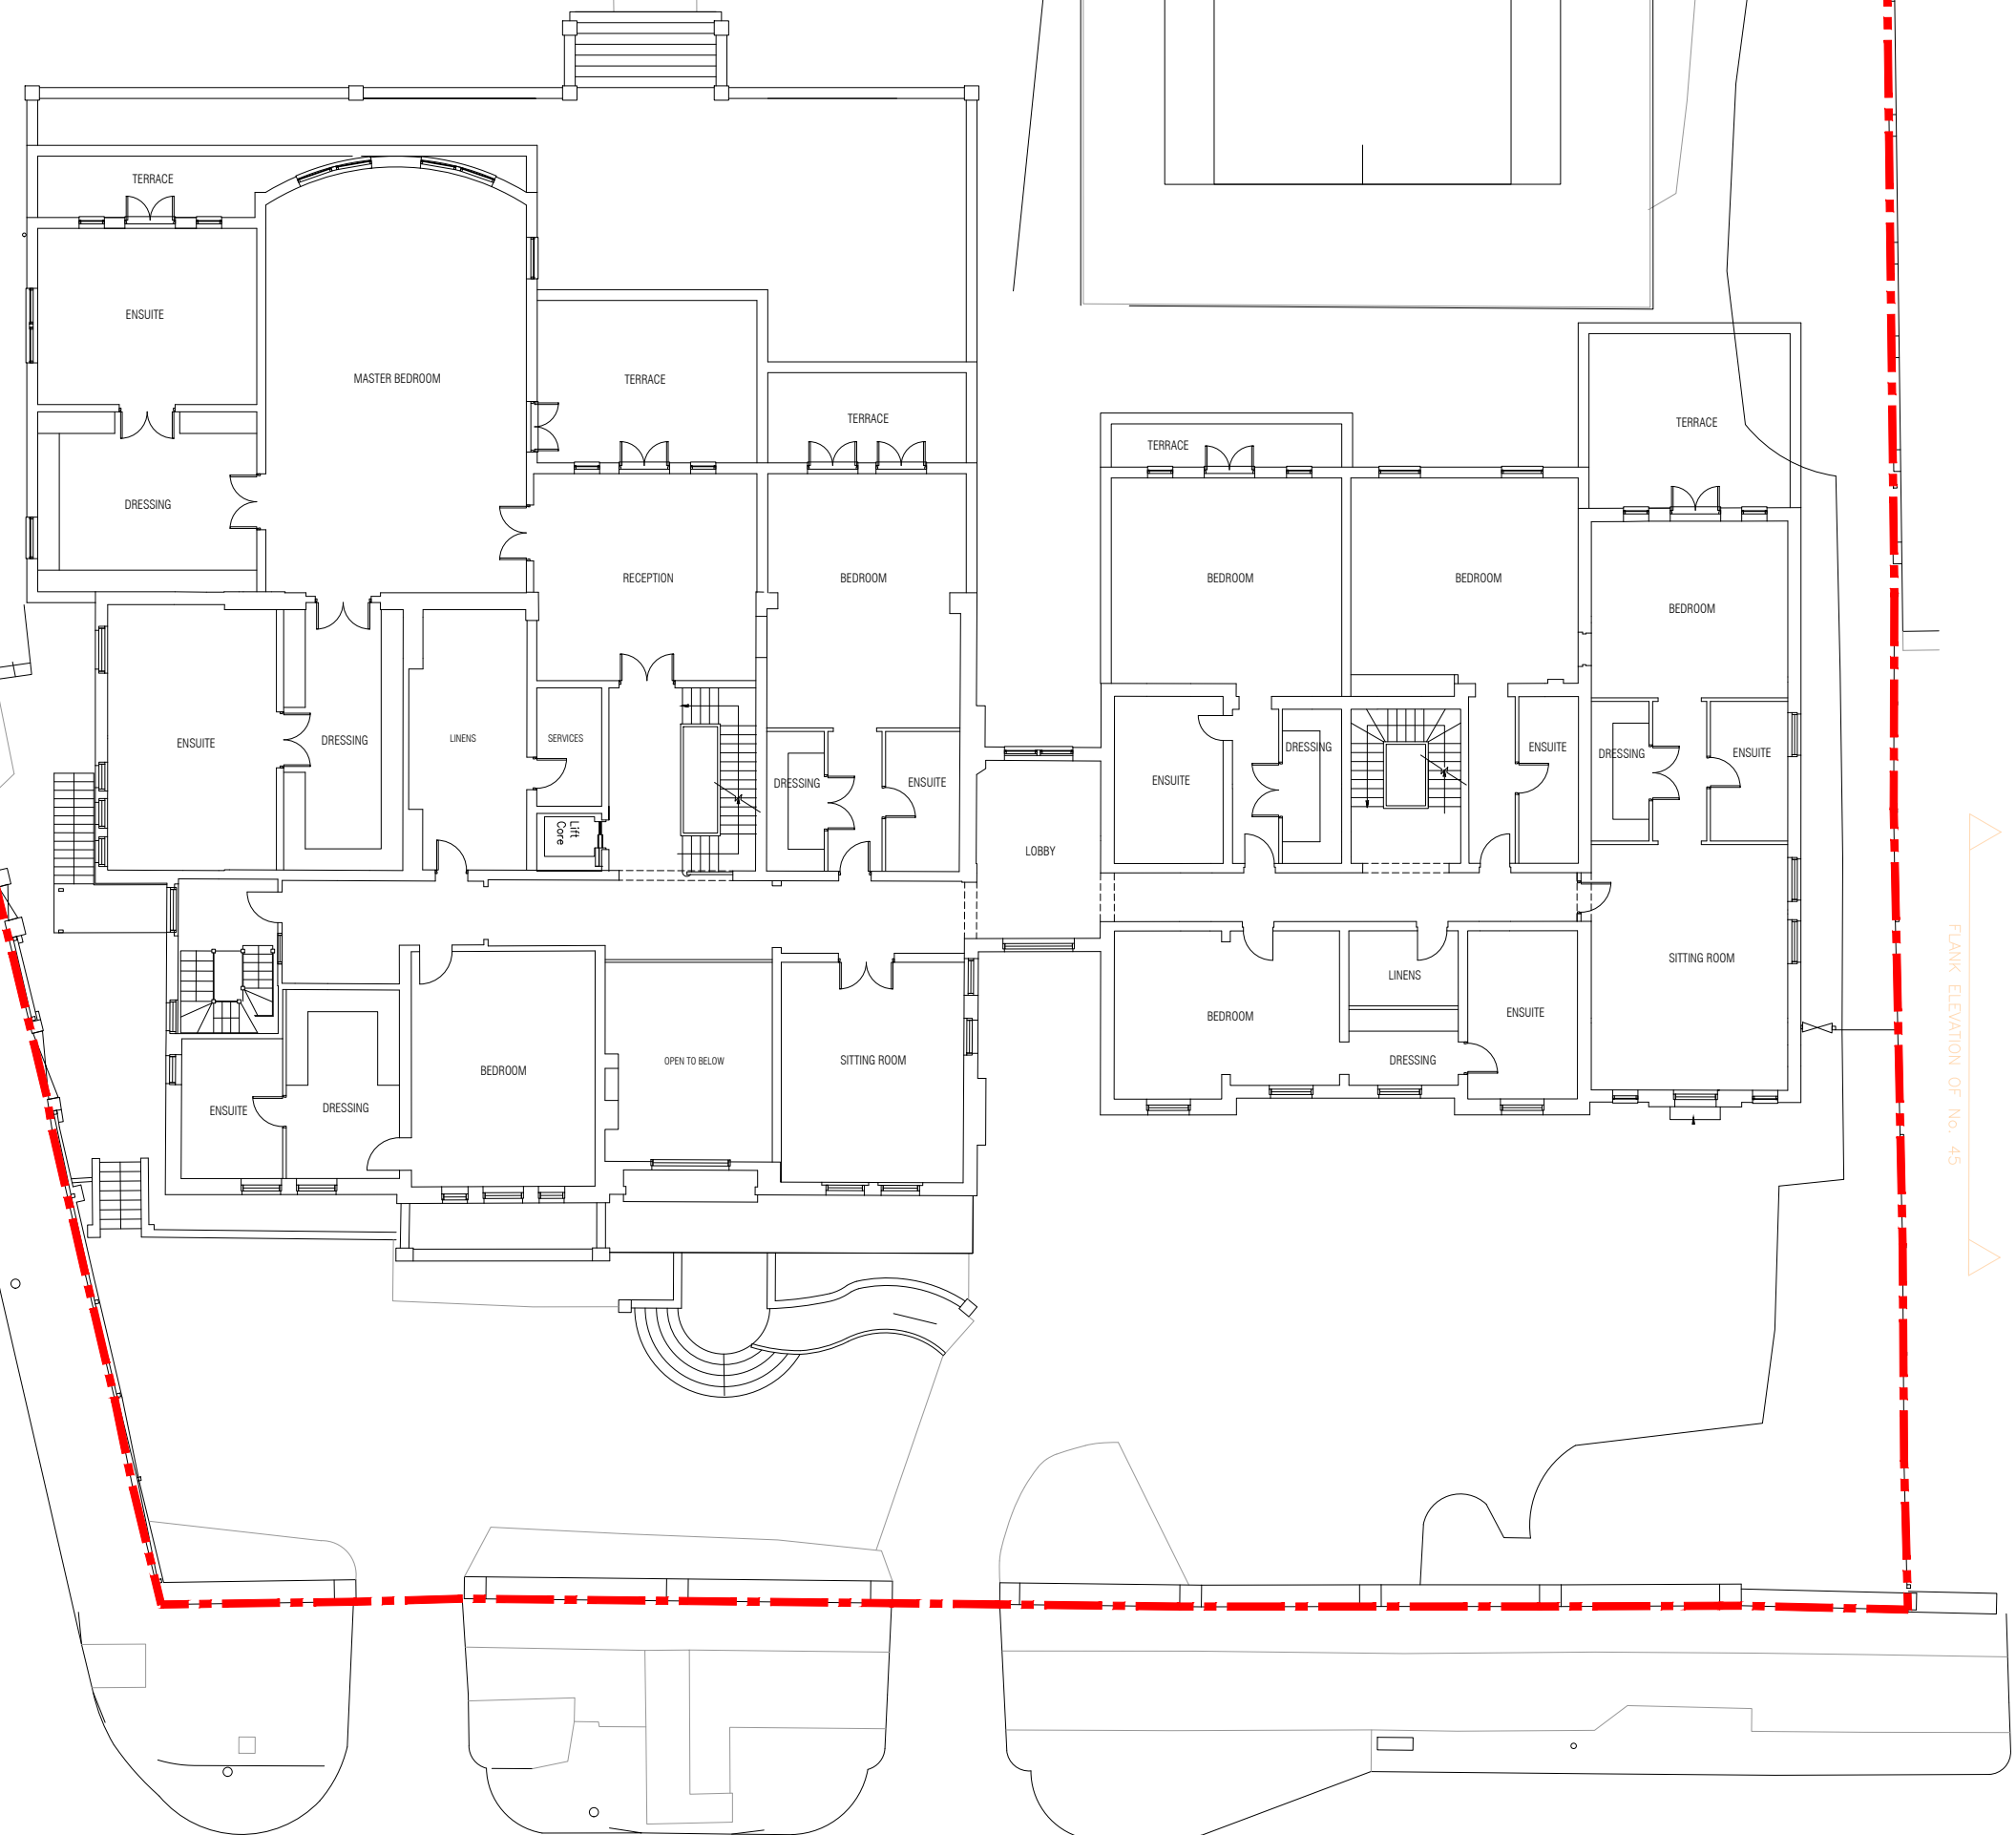 TERRACE
ENSUITE
MASTER BEDROOM
TERRACE
TERRACE
TERRACE
TERRACE
DRESSING
RECEPTION
BEDROOM
BEDROOM
BEDROOM
BEDROOM
ENSUITE
DRESSING
LINENS
SERVICES
DRESSING
ENSUITE
Lift
Core
LOBBY
ENSUITE
DRESSING
ENSUITE
DRESSING
ENSUITE
SITTING ROOM
LINENS
BEDROOM
ENSUITE
DRESSING
BEDROOM
OPEN TO BELOW
SITTING ROOM
ENSUITE
DRESSING
FLANK ELEVATION OF No. 45